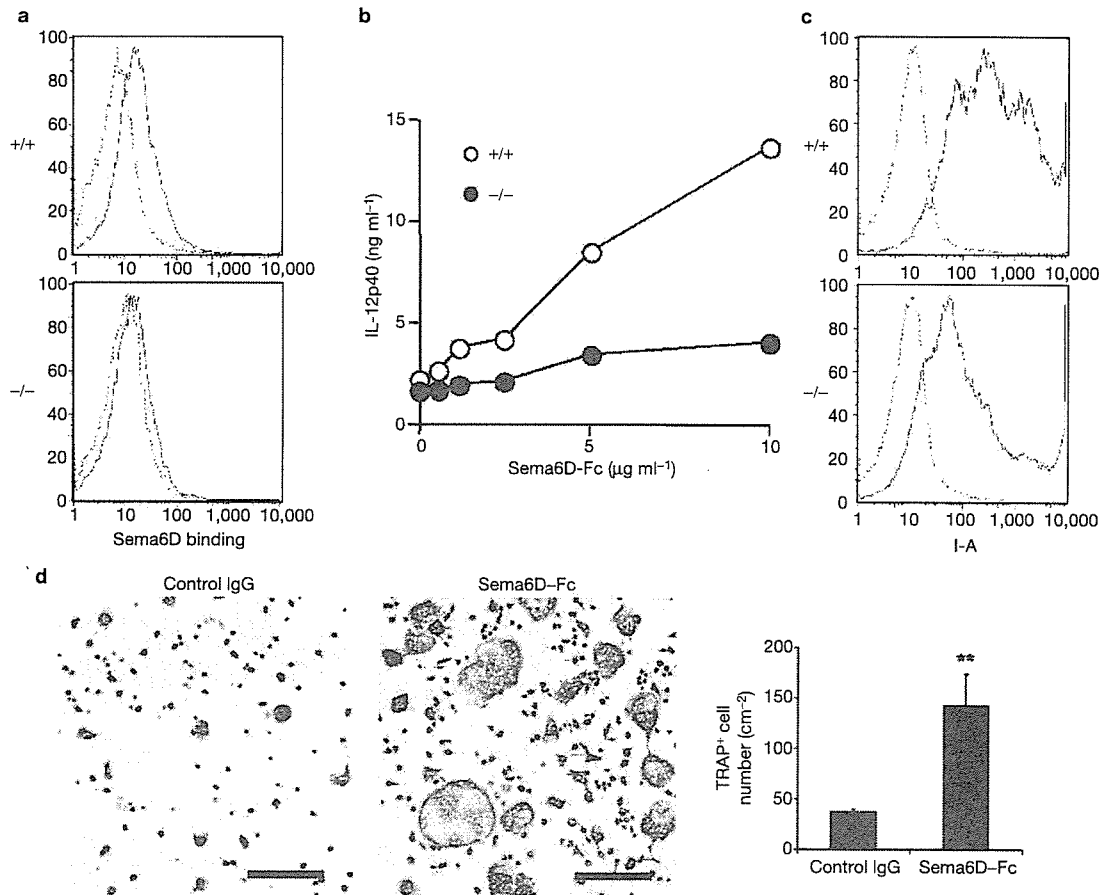 a
100
80
60
+/+
40
20
0
1 10 100 1,000 10,000
100
80
60
–/–
40
20
0
1 10 100 1,000 10,000
Sema6D binding
b
15
+/+
–/–
10
IL-12p40 (ng ml⁻¹)
5
0
0 5 10
Sema6D-Fc (µg ml⁻¹)
c
100
80
60
+/+
40
20
0
1 10 100 1,000 10,000
100
80
60
–/–
40
20
0
1 10 100 1,000 10,000
I-A
d
Control IgG
Sema6D–Fc
200
**
150
TRAP⁺ cell
number (cm⁻²)
100
50
0
Control IgG Sema6D–Fc